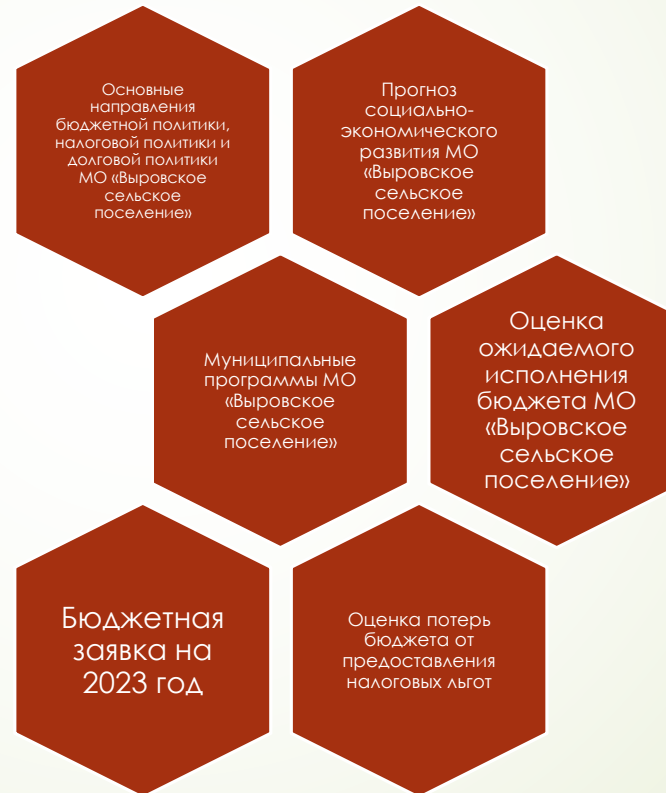 Основные
направления
бюджетной политики,
налоговой политики и
долговой политики
МО «Выровское
сельское
поселение»
Прогноз
социально-
экономического
развития МО
«Выровское
сельское
поселение»
Муниципальные
программы МО
«Выровское
сельское
поселение»
Оценка
ожидаемого
исполнения
бюджета МО
«Выровское
сельское
поселение»
Бюджетная
заявка на
2023 год
Оценка потерь
бюджета от
предоставления
налоговых льгот